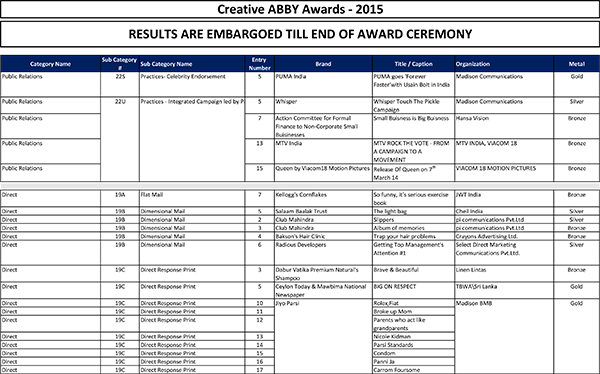 Creative ABBY Awards - 2015
RESULTS ARE EMBARGOED TILL END OF AWARD CEREMONY
Category Name Sub Category # Sub Category Name Entry Number Brand Title / Caption Organization Metal
Public Relations 22S Practices- Celebrity Endorsement 5 PUMA India PUMA goes 'Forever Faster'with Usain Bolt in India Madison Communications Gold
Public Relations 22U Practices - Integrated Campaign led by P 5 Whisper Whisper Touch The Pickle Campaign Madison Communications Silver
Public Relations 7 Action Committee for Formal Finance to Non-Corporate Small Buisinesses Small Buisness is Big Buisness Hansa Vision Bronze
Public Relations 13 MTV India MTV ROCK THE VOTE - FROM A CAMPAIGN TO A MOVEMENT MTV INDIA, VIACOM 18 Bronze
Public Relations 15 Queen by Viacom18 Motion Pictures Release Of Queen on 7th March 14 VIACOM 18 MOTION PICTURES Bronze
Direct 19A Flat Mail 7 Kellogg's Cornflakes So funny, it's serious exercise book JWT India Bronze
Direct 19B Dimensional Mail 5 Salaam Baalak Trust The light bag Cheil India Silver
Direct 19B Dimensional Mail 2 Club Mahindra Slippers pi communications Pvt.Ltd Silver
Direct 19B Dimensional Mail 3 Club Mahindra Album of memories pi communications Pvt.Ltd Bronze
Direct 19B Dimensional Mail 4 Bakson's Hair Clinic Trap your hair problems Crayons Advertising Ltd. Bronze
Direct 19B Dimensional Mail 6 Radious Developers Getting Top Management's Attention #1 Select Direct Marketing Communications Pvt.Ltd. Silver
Direct 19C Direct Response Print 3 Dabur Vatika Premium Natural's Shampoo Brave & Beautiful Linen Lintas Bronze
Direct 19C Direct Response Print 5 Ceylon Today & Mawbima National Newspaper BIG ON RESPECT TBWA\Sri Lanka Gold
Direct 19C Direct Response Print 10 Jiyo Parsi Rolex,Fiat Madison BMB Gold
Direct 19C Direct Response Print 11 Broke up Mom
Direct 19C Direct Response Print 12 Parents who act like grandparents
Direct 19C Direct Response Print 13 Nicole Kidman
Direct 19C Direct Response Print 14 Parsi Standards
Direct 19C Direct Response Print 15 Condom
Direct 19C Direct Response Print 16 Panni Ja
Direct 19C Direct Response Print 17 Carrom Foursome